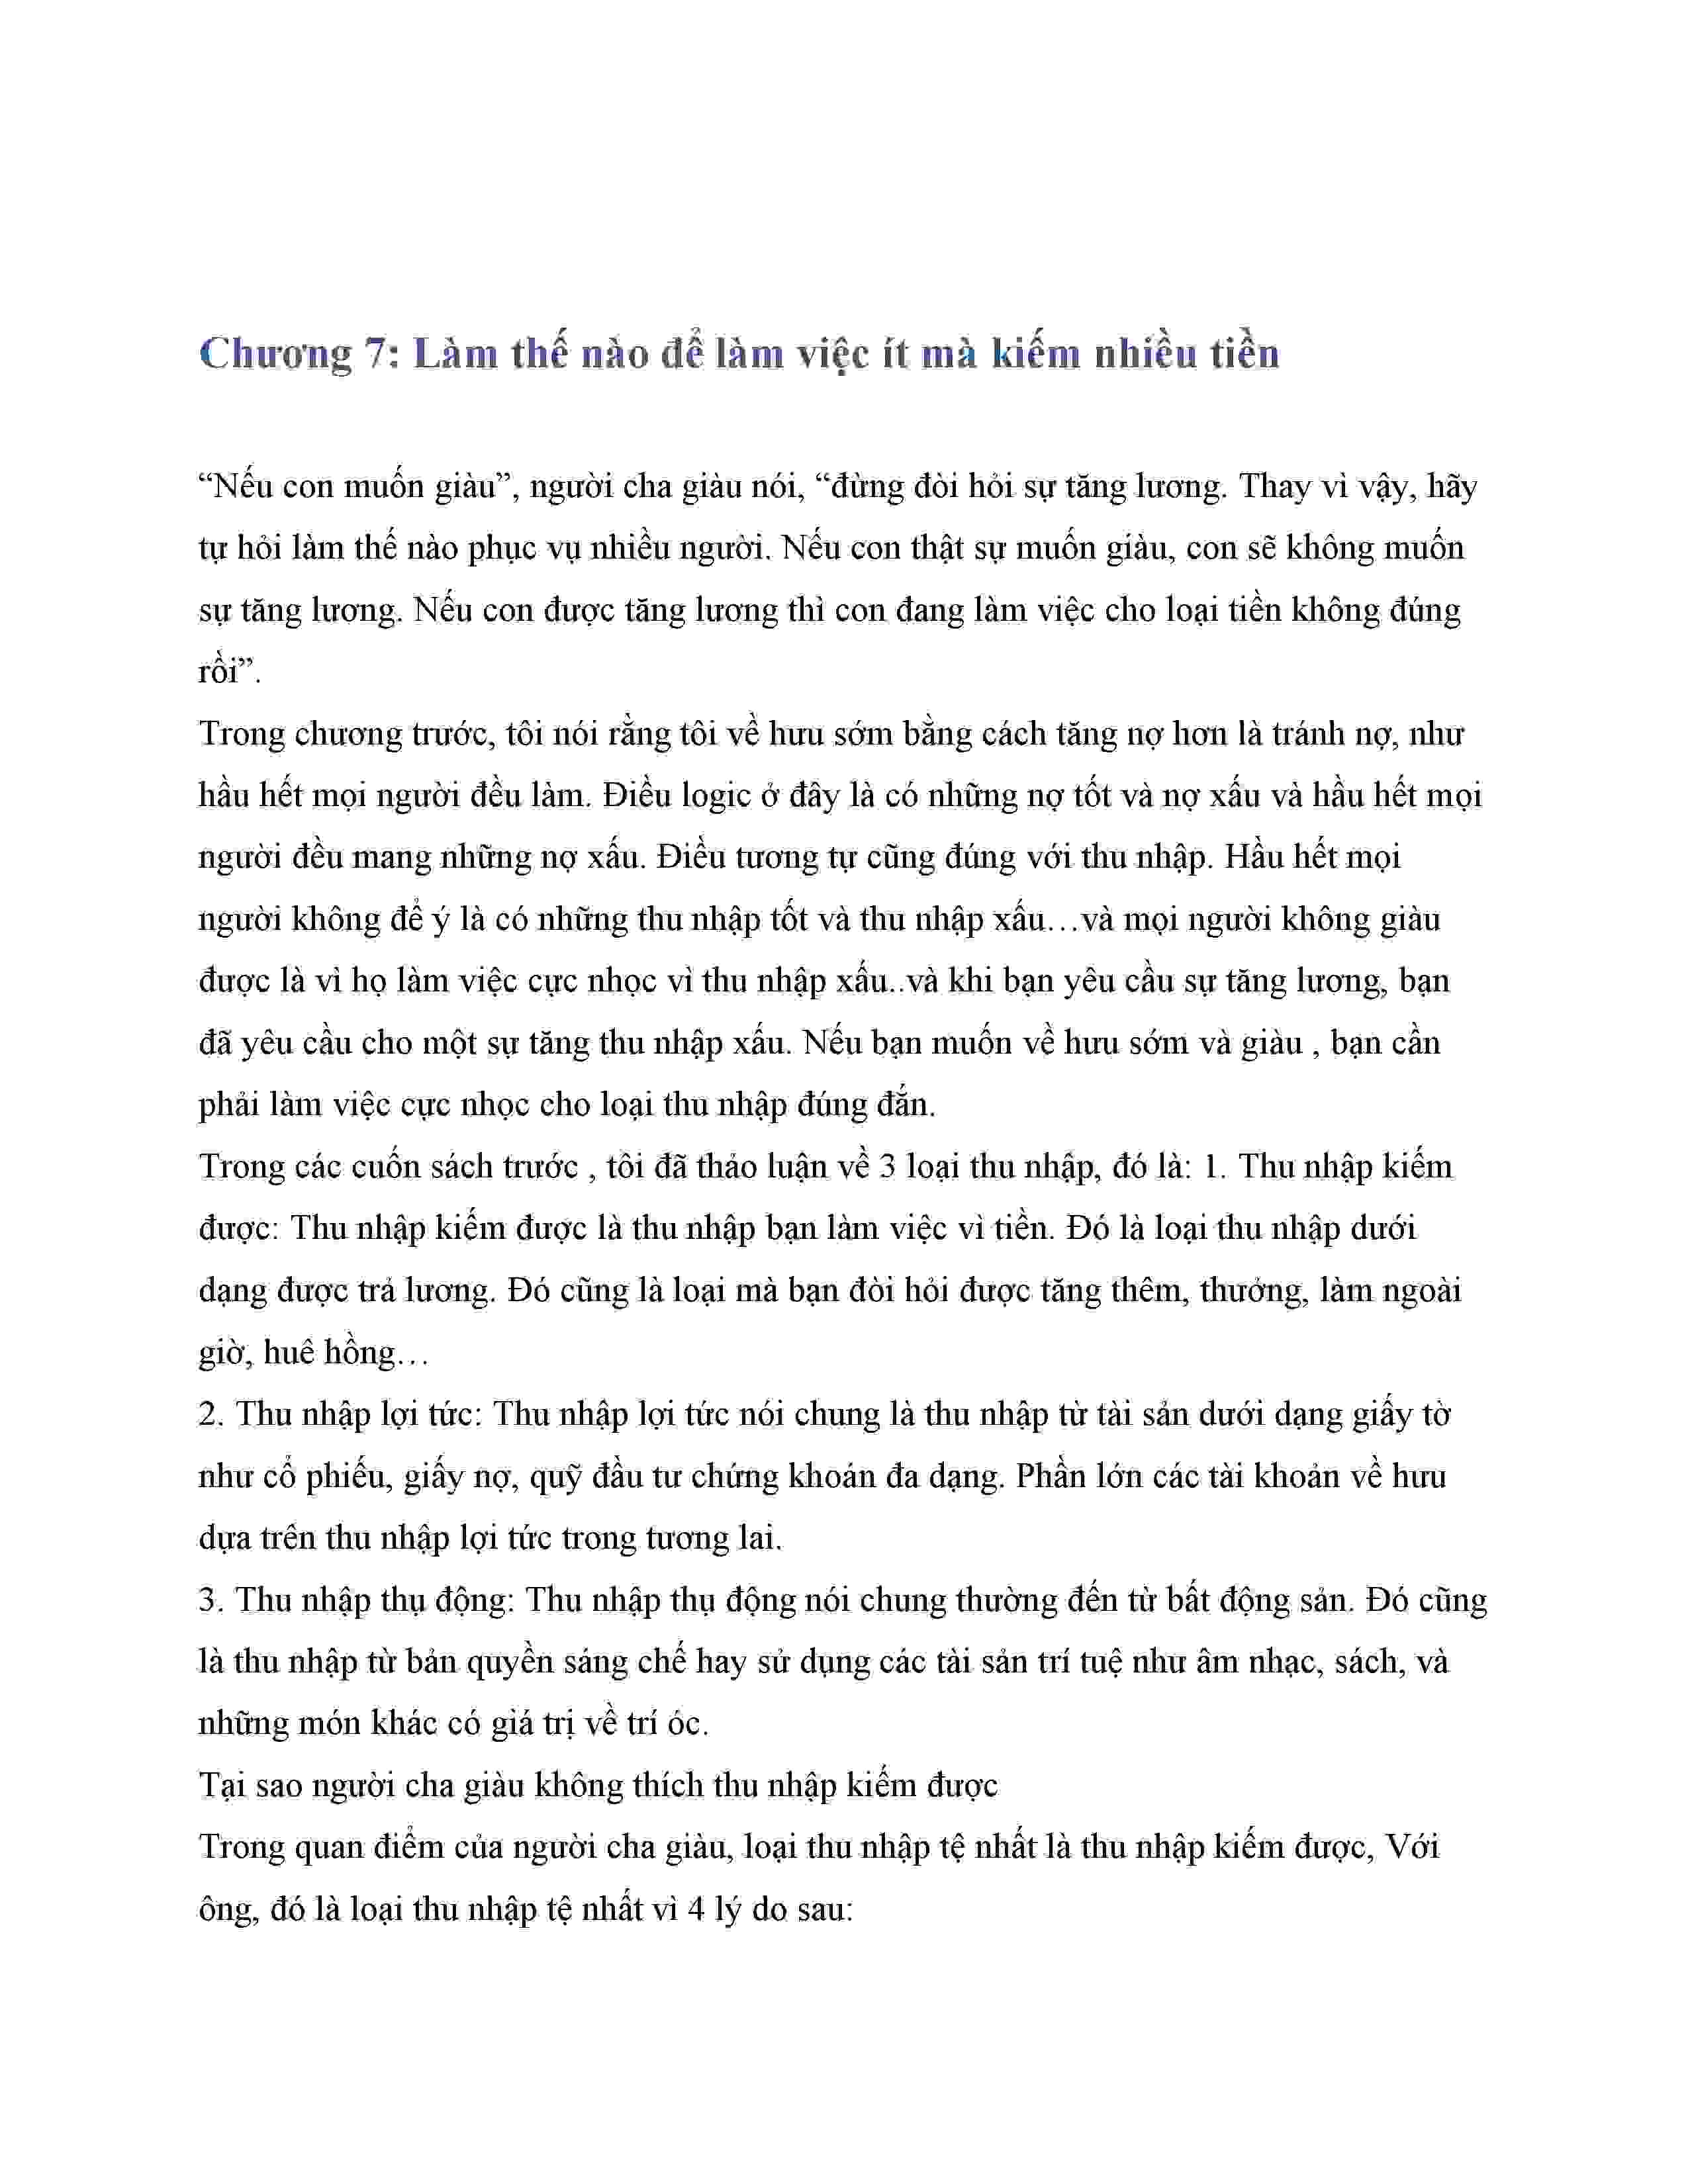 Chương 7: Làm thế nào để làm việc ít mà kiếm nhiều tiền
“Nếu con muốn giàu”, người cha giàu nói, “đừng đòi hỏi sự tăng lương. Thay vì vậy, hãy
tự hỏi làm thế nào phục vụ nhiều người. Nếu con thật sự muốn giàu, con sẽ không muốn
sự tăng lương. Nếu con được tăng lương thì con đang làm việc cho loại tiền không đúng
rồi”.
Trong chương trước, tôi nói rằng tôi về hưu sớm bằng cách tăng nợ hơn là tránh nợ, như
hầu hết mọi người đều làm. Điều logic ở đây là có những nợ tốt và nợ xấu và hầu hết mọi
người đều mang những nợ xấu. Điều tương tự cũng đúng với thu nhập. Hầu hết mọi
người không để ý là có những thu nhập tốt và thu nhập xấu…và mọi người không giàu
được là vì họ làm việc cực nhọc vì thu nhập xấu..và khi bạn yêu cầu sự tăng lương, bạn
đã yêu cầu cho một sự tăng thu nhập xấu. Nếu bạn muốn về hưu sớm và giàu , bạn cần
phải làm việc cực nhọc cho loại thu nhập đúng đắn.
Trong các cuốn sách trước , tôi đã thảo luận về 3 loại thu nhập, đó là: 1. Thu nhập kiếm
được: Thu nhập kiếm được là thu nhập bạn làm việc vì tiền. Đó là loại thu nhập dưới
dạng được trả lương. Đó cũng là loại mà bạn đòi hỏi được tăng thêm, thưởng, làm ngoài
giờ, huê hồng…
2. Thu nhập lợi tức: Thu nhập lợi tức nói chung là thu nhập từ tài sản dưới dạng giấy tờ
như cổ phiếu, giấy nợ, quỹ đầu tư chứng khoán đa dạng. Phần lớn các tài khoản về hưu
dựa trên thu nhập lợi tức trong tương lai.
3. Thu nhập thụ động: Thu nhập thụ động nói chung thường đến từ bất động sản. Đó cũng
là thu nhập từ bản quyền sáng chế hay sử dụng các tài sản trí tuệ như âm nhạc, sách, và
những món khác có giá trị về trí óc.
Tại sao người cha giàu không thích thu nhập kiếm được
Trong quan điểm của người cha giàu, loại thu nhập tệ nhất là thu nhập kiếm được, Với
ông, đó là loại thu nhập tệ nhất vì 4 lý do sau: